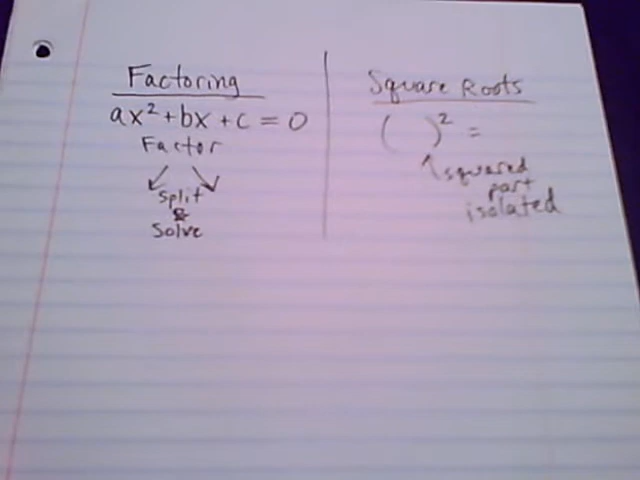 Factoring
ax² + bx + c = 0
Factor
split
&
Solve
Square Roots
( )² =
squared
part
isolated